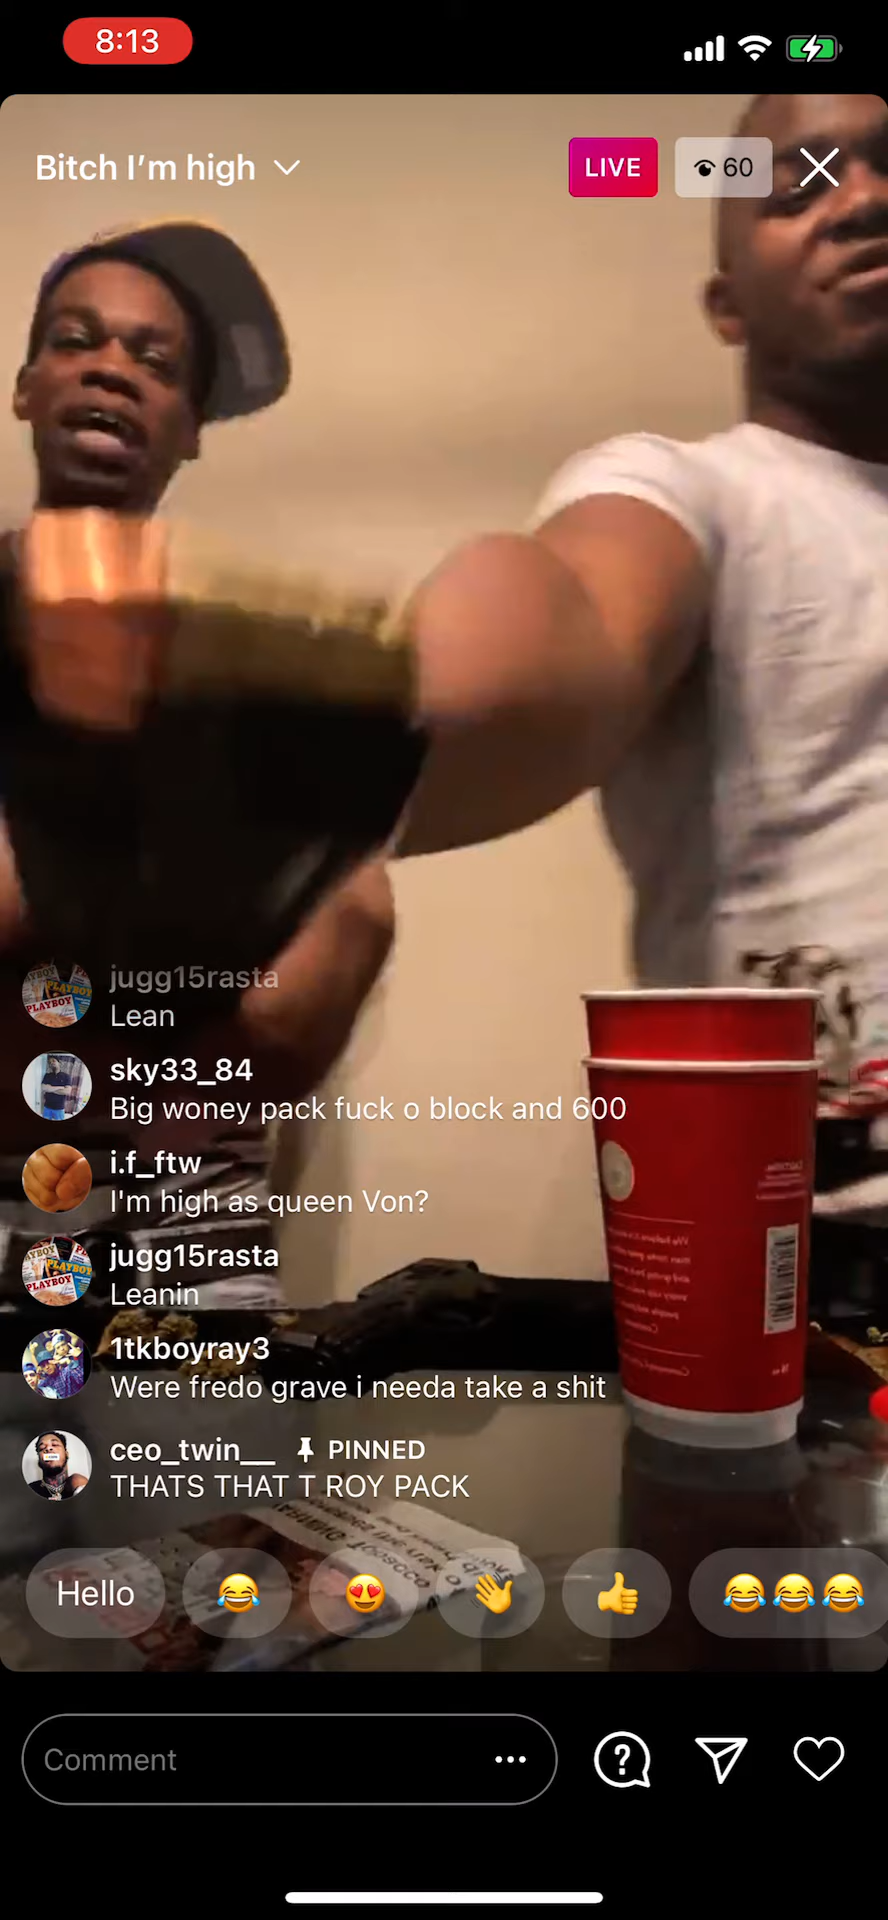 8:13
Bitch I’m high
LIVE
60
jugg15rasta
Lean
sky33_84
Big woney pack fuck o block and 600
i.f_ftw
I'm high as queen Von?
jugg15rasta
Leanin
1tkboyray3
Were fredo grave i needa take a shit
ceo_twin__ PINNED
THATS THAT T ROY PACK
Hello
Comment